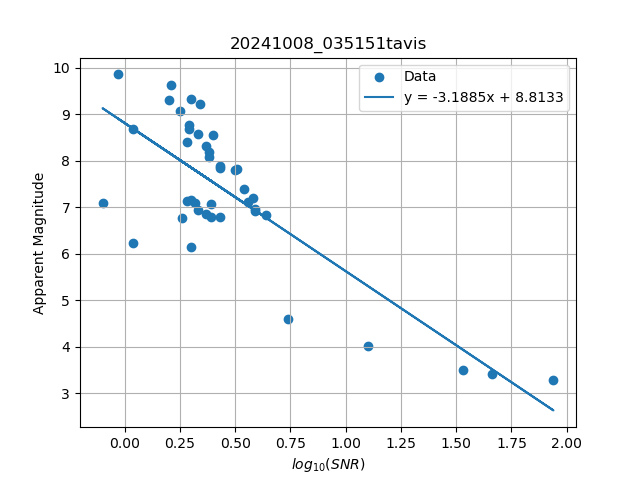 20241008_035151tavis
Data
y = -3.1885x + 8.8133
Apparent Magnitude
10
9
8
7
6
5
4
3
0.00 0.25 0.50 0.75 1.00 1.25 1.50 1.75 2.00
log₁₀(SNR)